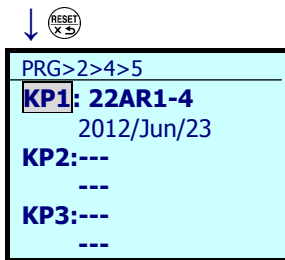 RESET
X ⮌
PRG>2>4>5
KP1: 22AR1-4
2012/Jun/23
KP2:---
---
KP3:---
---